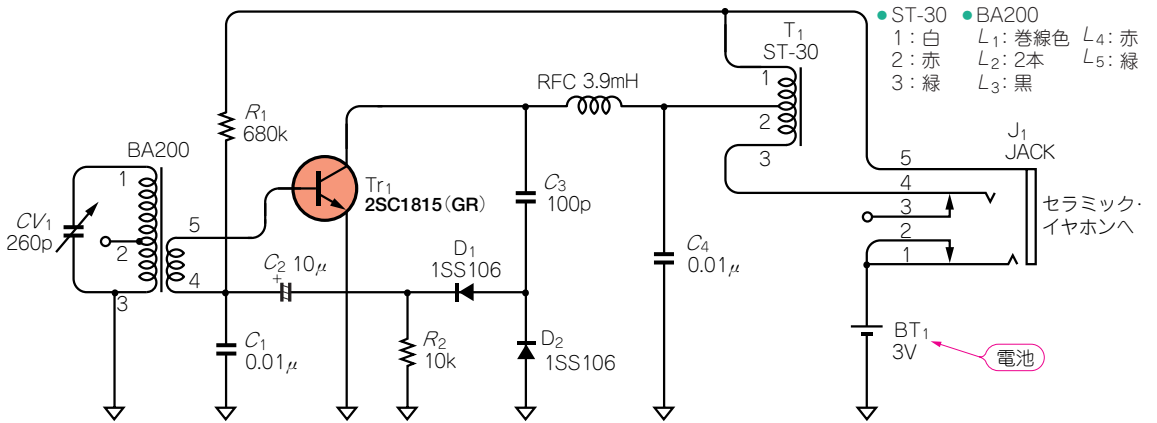 ● ST-30
1：白
2：赤
3：緑
● BA200
L1：巻線色
L2：2本
L3：黒
L4：赤
L5：緑
T1
ST-30
1
2
3
RFC 3.9mH
R1
680k
BA200
1
2
3
5
4
CV1
260p
Tr1
2SC1815（GR）
C3
100p
C2 10μ
+
D1
1SS106
C4
0.01μ
C1
0.01μ
R2
10k
D2
1SS106
J1
JACK
5
4
3
2
1
セラミック・
イヤホンへ
BT1
3V
電池